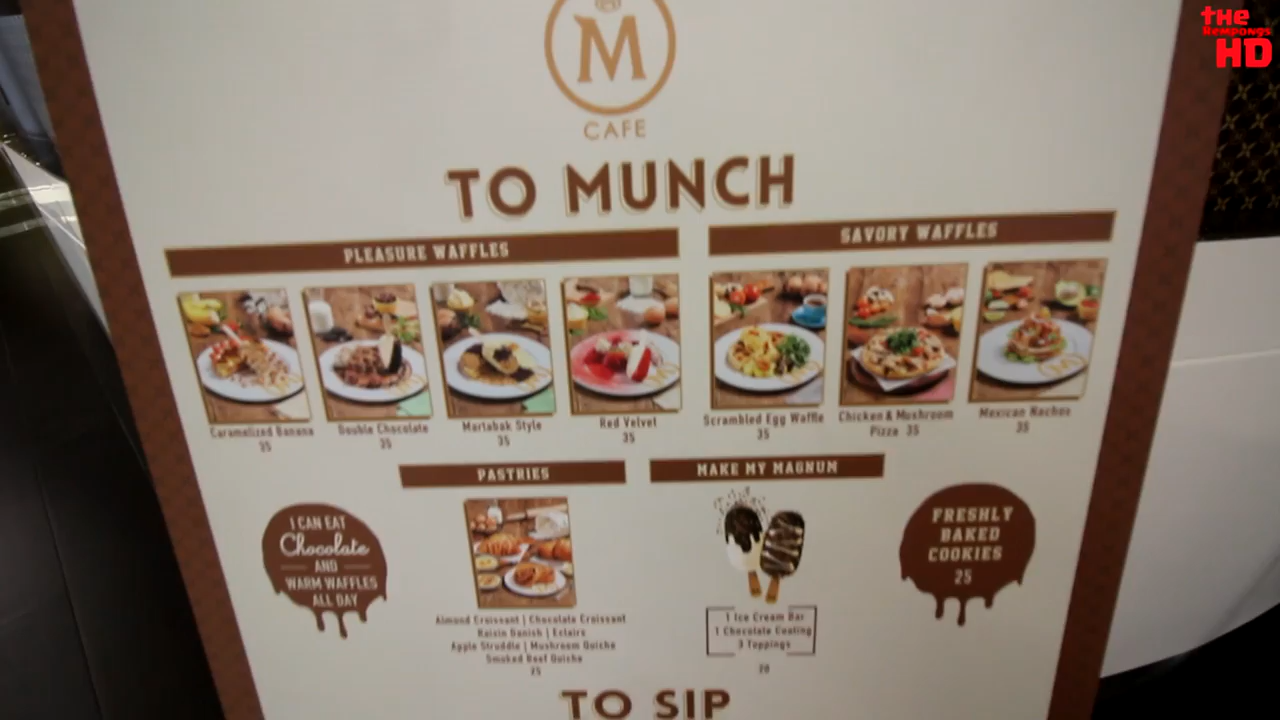 THE
Rempongs
HD
M
CAFE
TO MUNCH
PLEASURE WAFFLES
SAVORY WAFFLES
Caramelized Banana
35
Double Chocolate
35
Martabak Style
35
Red Velvet
35
Scrambled Egg Waffle
35
Chicken & Mushroom
Pizza 35
Mexican Nachos
35
PASTRIES
MAKE MY MAGNUM
I CAN EAT
Chocolate
AND
WARM WAFFLES
ALL DAY
FRESHLY
BAKED
COOKIES
25
Almond Croissant | Chocolate Croissant
Raisin Danish | Eclairs
Apple Struddle | Mushroom Quiche
Smoked Beef Quiche
25
1 Ice Cream Bar
1 Chocolate Coating
3 Toppings
20
TO SIP